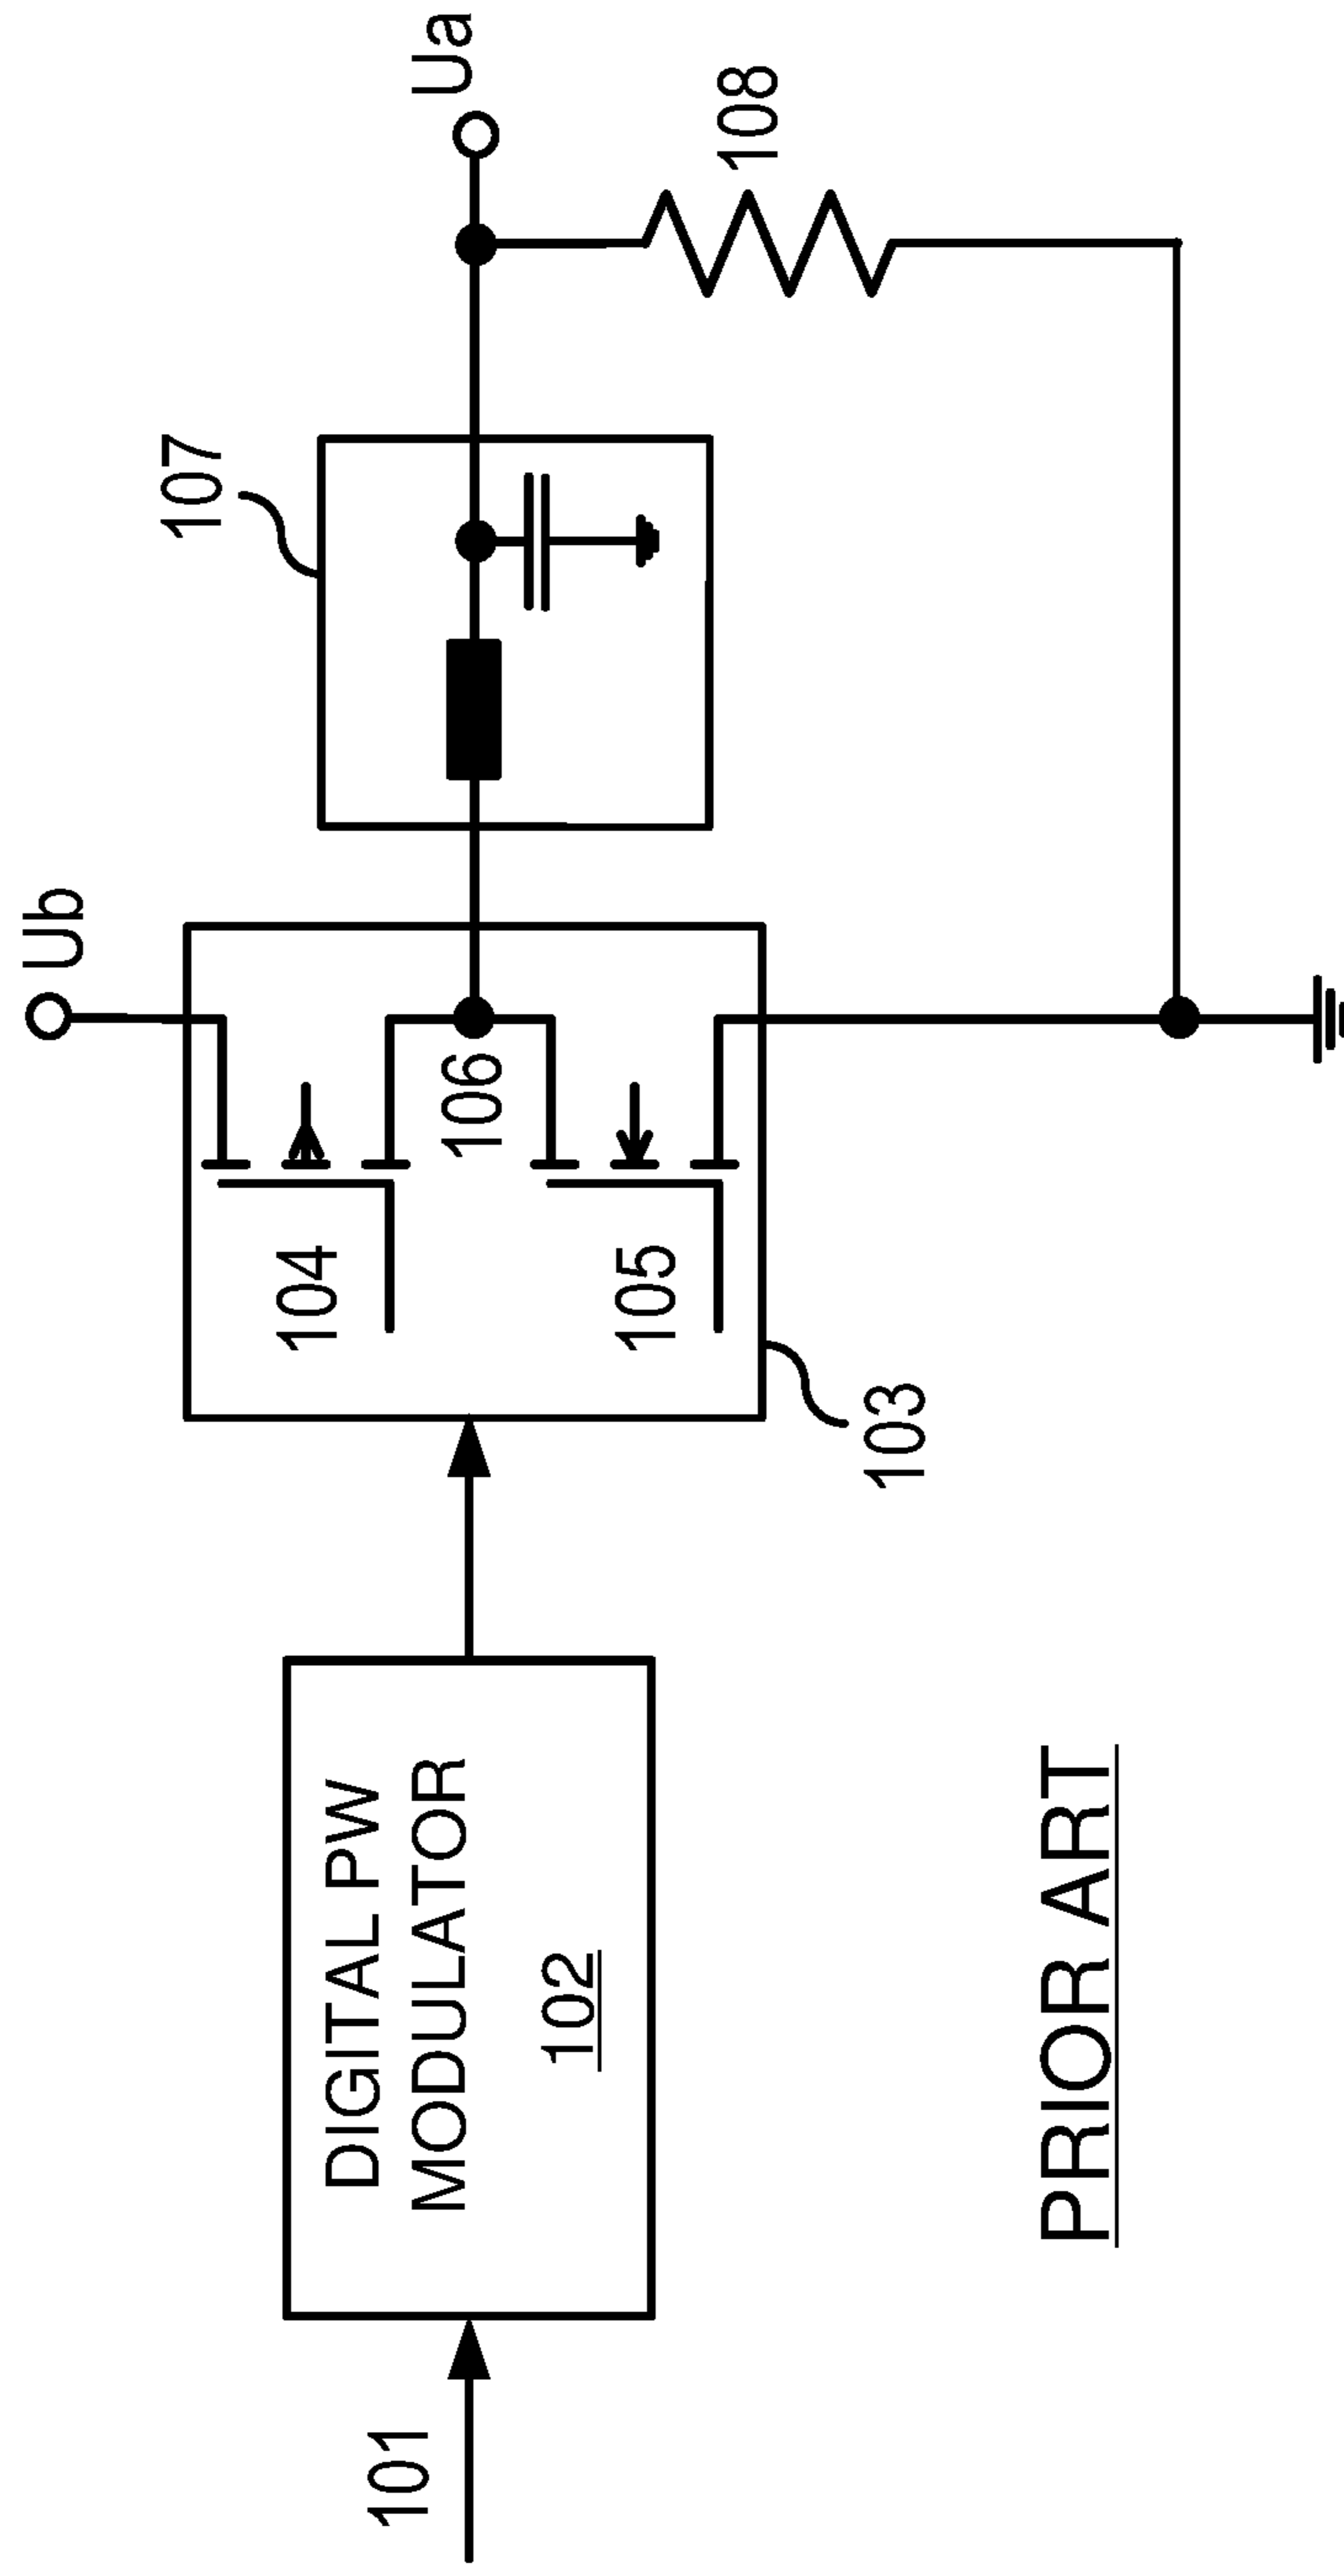 101
DIGITAL PW
MODULATOR
102
103
104
105
106
Ub
107
Ua
108
PRIOR ART